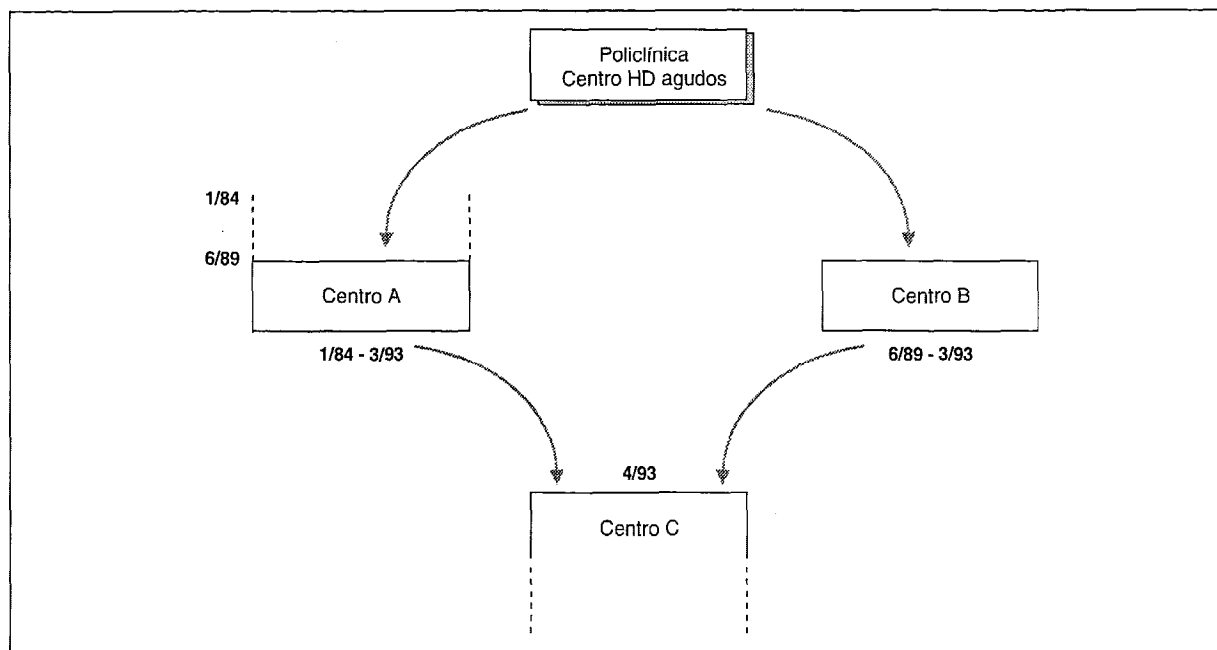 Policlínica
Centro HD agudos
1/84
6/89
Centro A
Centro B
1/84 - 3/93
6/89 - 3/93
4/93
Centro C